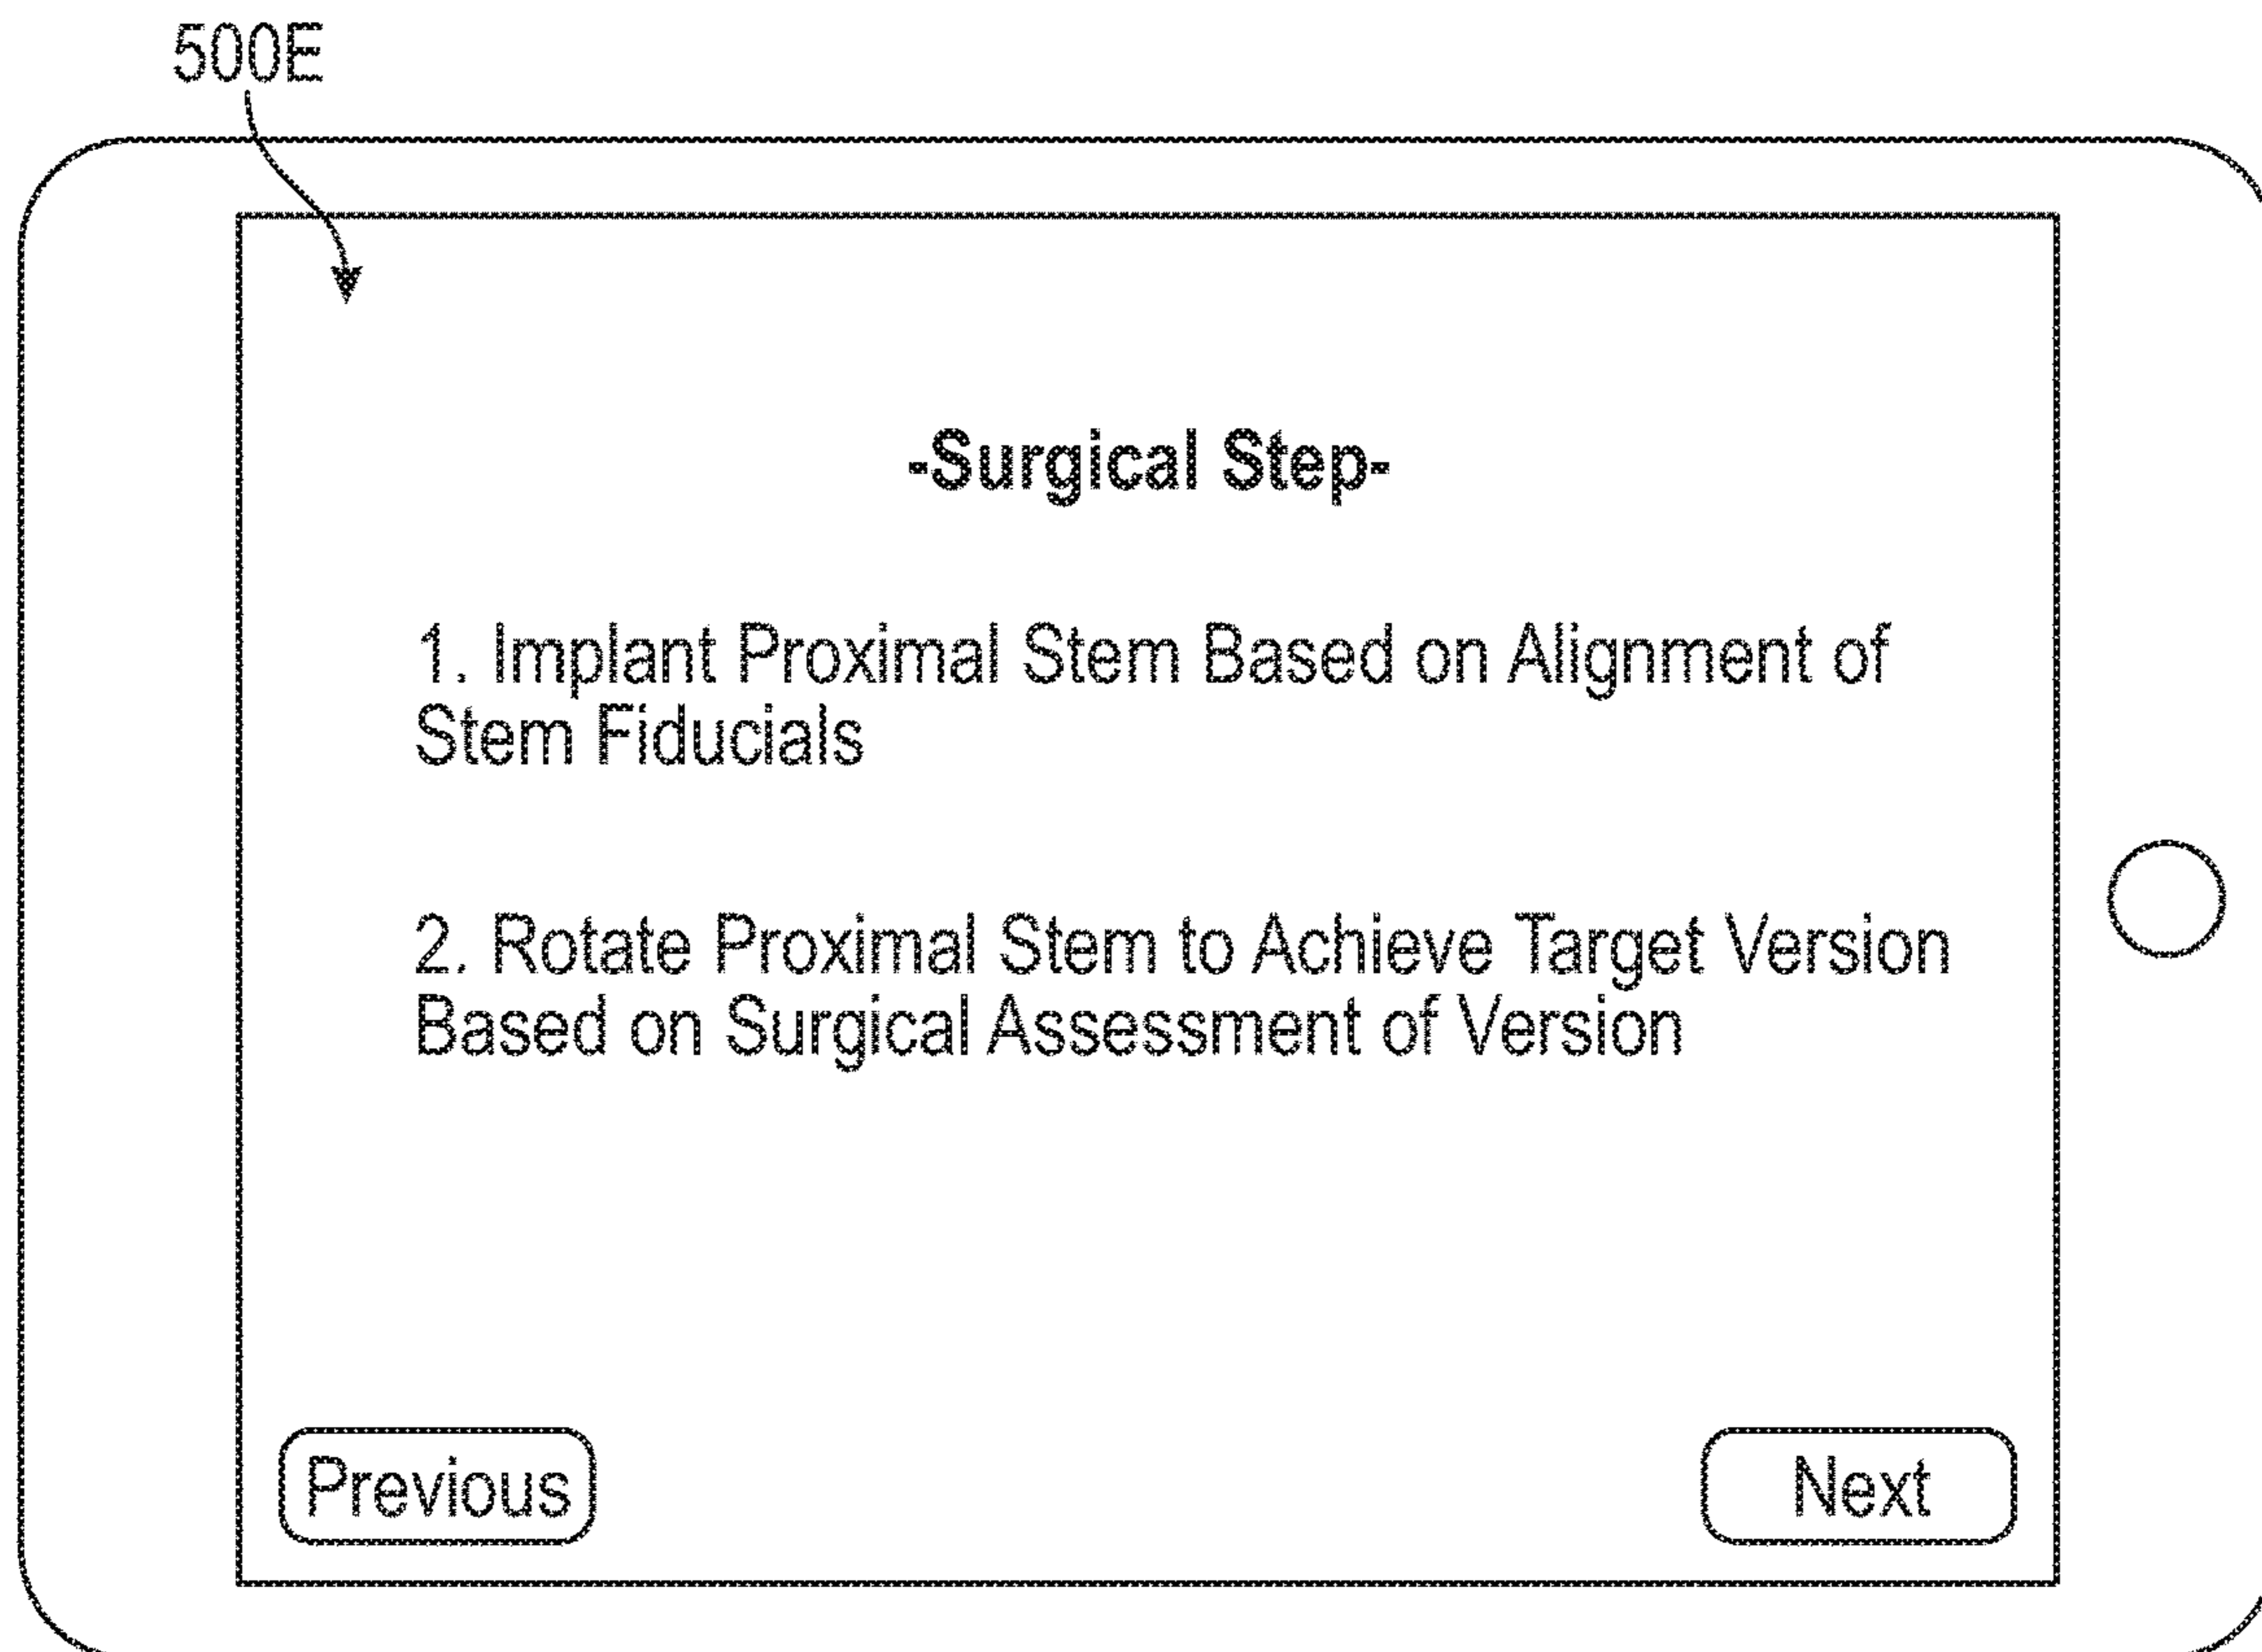 500E
-Surgical Step-
1. Implant Proximal Stem Based on Alignment of
Stem Fiducials
2. Rotate Proximal Stem to Achieve Target Version
Based on Surgical Assessment of Version
Previous
Next